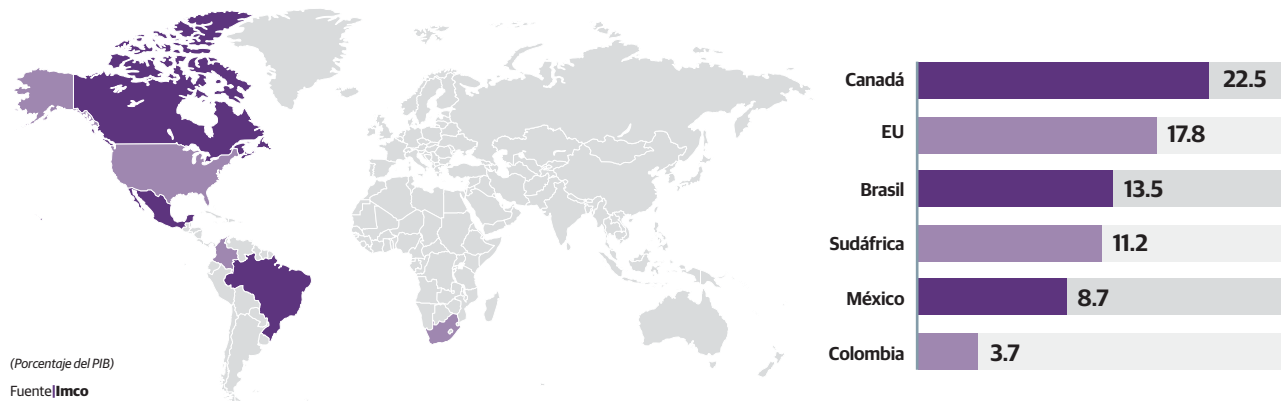 Canadá 22.5
EU 17.8
Brasil 13.5
Sudáfrica 11.2
México 8.7
Colombia 3.7
(Porcentaje del PIB)
Fuente|Imco